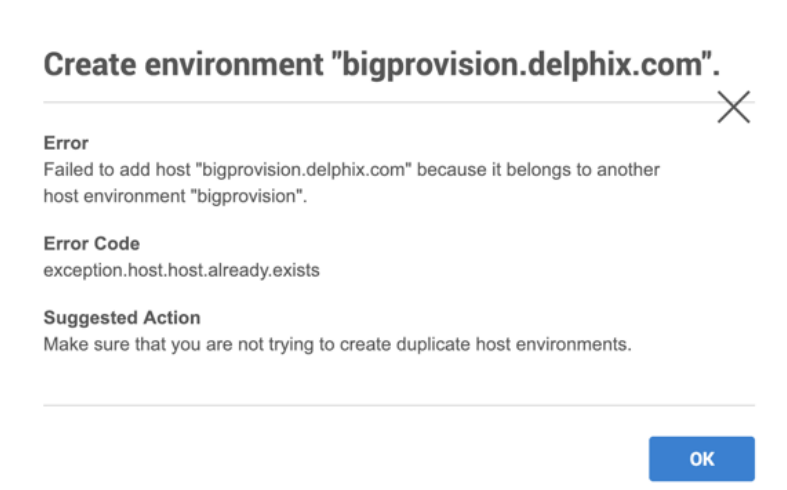 Create environment "bigprovision.delphix.com".
Error
Failed to add host "bigprovision.delphix.com" because it belongs to another
host environment "bigprovision".
Error Code
exception.host.host.already.exists
Suggested Action
Make sure that you are not trying to create duplicate host environments.
OK